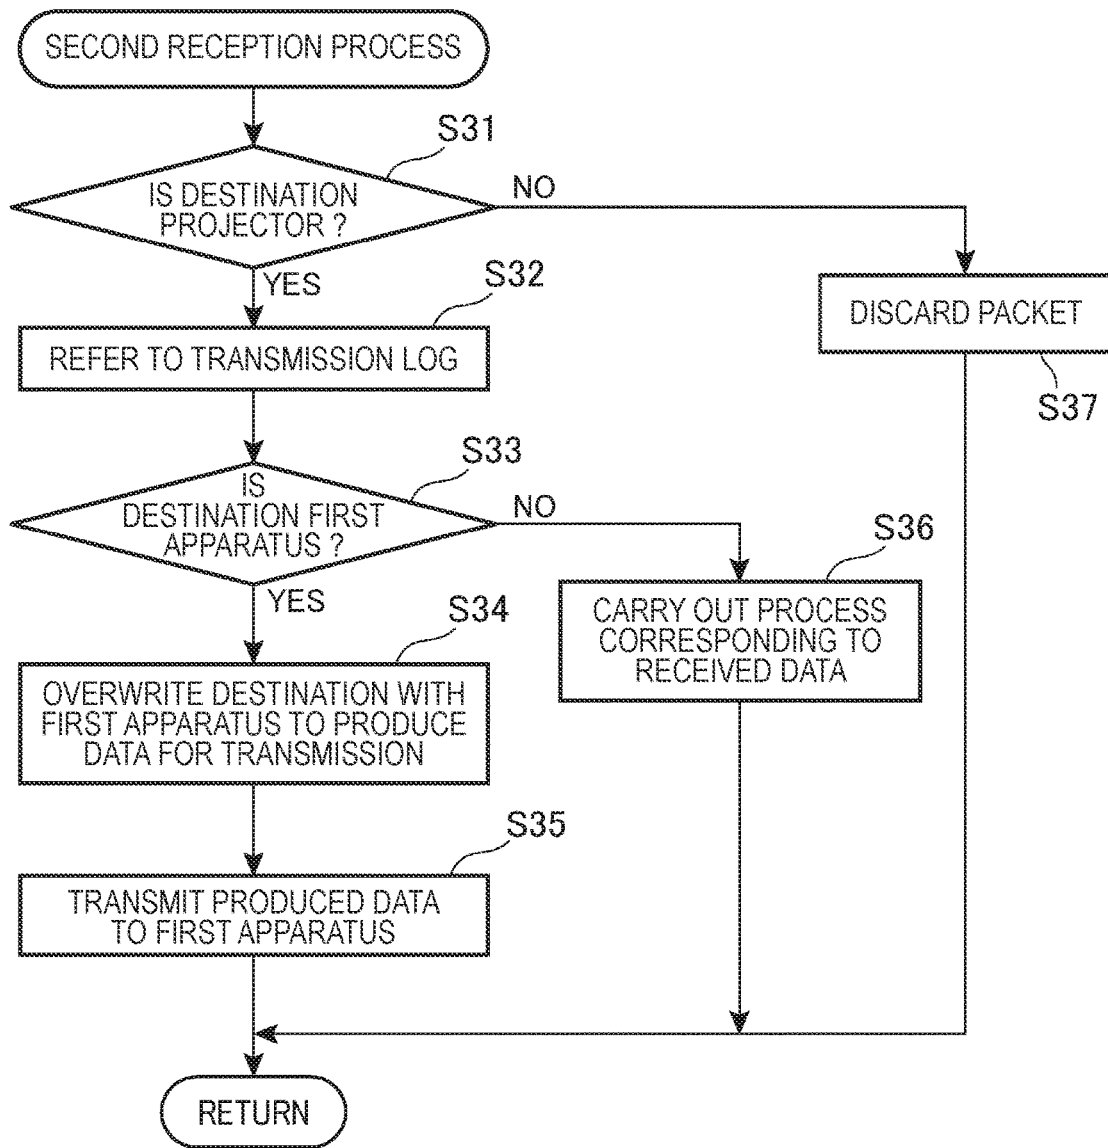 SECOND RECEPTION PROCESS
S31
IS DESTINATION
PROJECTOR ?
NO
YES
S32
REFER TO TRANSMISSION LOG
DISCARD PACKET
S37
S33
IS
DESTINATION FIRST
APPARATUS ?
NO
YES
S36
CARRY OUT PROCESS
CORRESPONDING TO
RECEIVED DATA
S34
OVERWRITE DESTINATION WITH
FIRST APPARATUS TO PRODUCE
DATA FOR TRANSMISSION
S35
TRANSMIT PRODUCED DATA
TO FIRST APPARATUS
RETURN